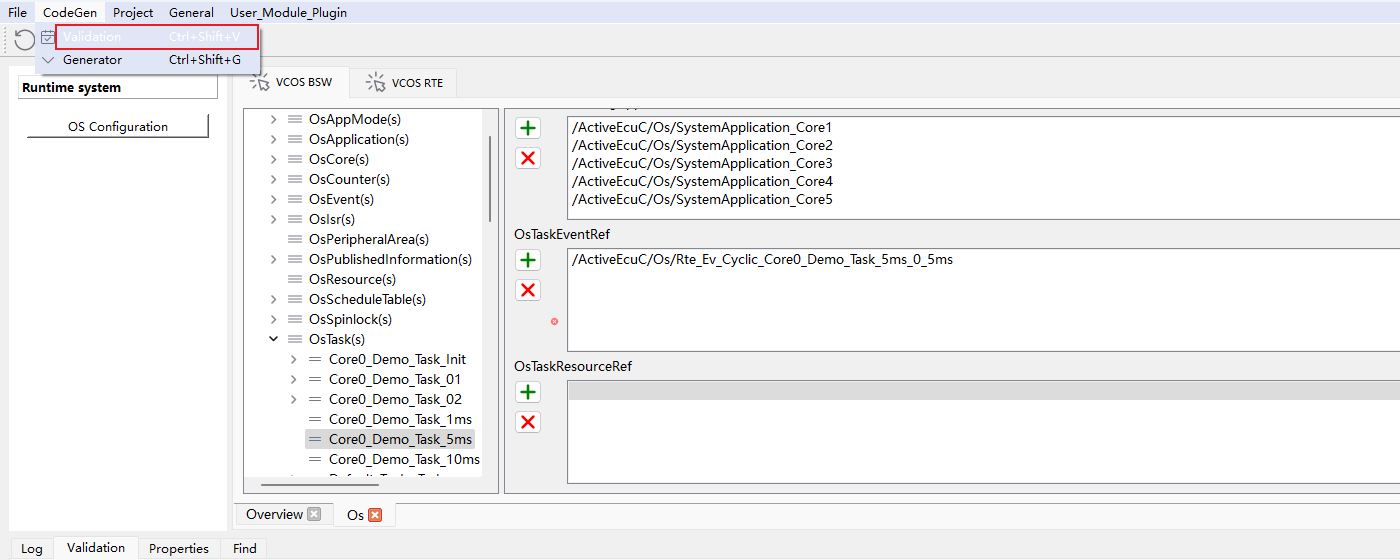 File CodeGen Project General User_Module_Plugin
Validation Ctrl+Shift+V
Generator Ctrl+Shift+G
Runtime system
OS Configuration
VCOS BSW VCOS RTE
OsAppMode(s)
OsApplication(s)
OsCore(s)
OsCounter(s)
OsEvent(s)
OsIsr(s)
OsPeripheralArea(s)
OsPublishedInformation(s)
OsResource(s)
OsScheduleTable(s)
OsSpinlock(s)
OsTask(s)
Core0_Demo_Task_Init
Core0_Demo_Task_01
Core0_Demo_Task_02
Core0_Demo_Task_1ms
Core0_Demo_Task_5ms
Core0_Demo_Task_10ms
/ActiveEcuC/Os/SystemApplication_Core1
/ActiveEcuC/Os/SystemApplication_Core2
/ActiveEcuC/Os/SystemApplication_Core3
/ActiveEcuC/Os/SystemApplication_Core4
/ActiveEcuC/Os/SystemApplication_Core5
OsTaskEventRef
/ActiveEcuC/Os/Rte_Ev_Cyclic_Core0_Demo_Task_5ms_0_5ms
OsTaskResourceRef
Overview Os
Log Validation Properties Find